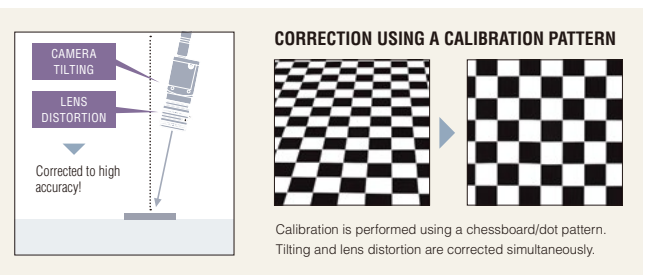 CAMERA
TILTING
LENS
DISTORTION
Corrected to high
accuracy!
CORRECTION USING A CALIBRATION PATTERN
Calibration is performed using a chessboard/dot pattern.
Tilting and lens distortion are corrected simultaneously.